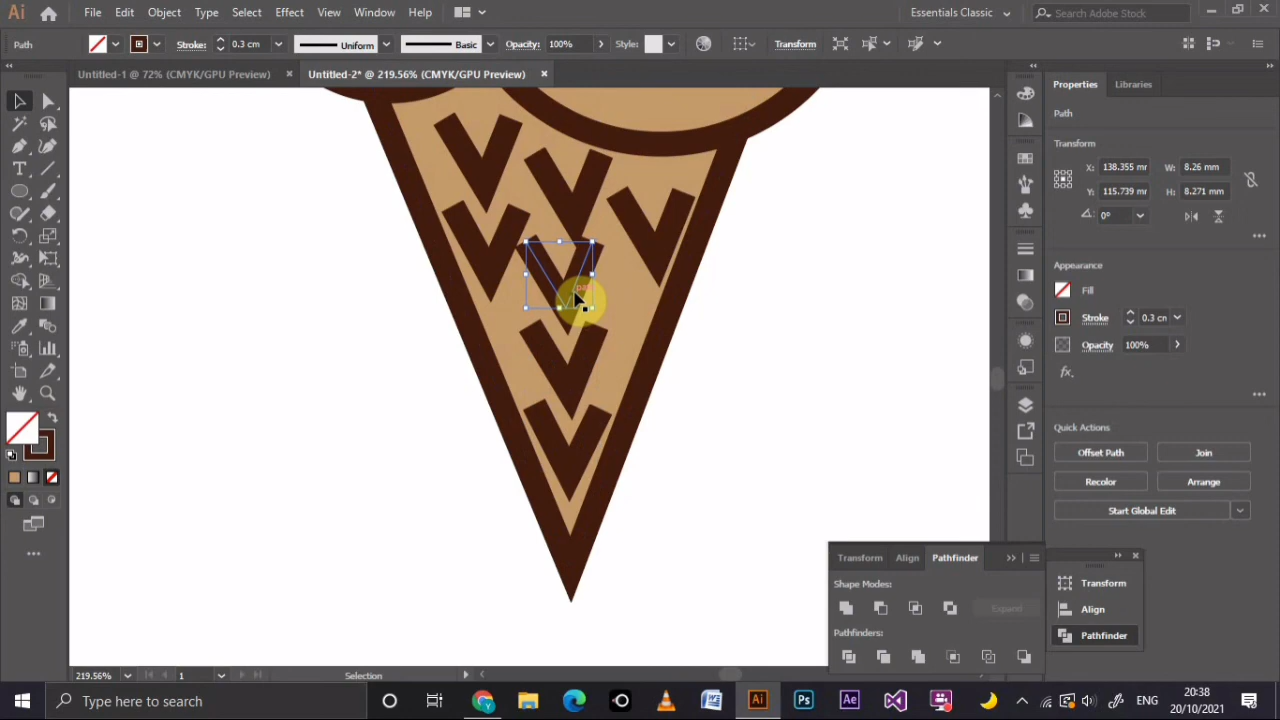 Ai File Edit Object Type Select Effect View Window Help Essentials Classic Search Adobe Stock
Path Stroke: 0.3 cm Uniform Basic Opacity: 100% Style: Transform
Untitled-1 @ 72% (CMYK/GPU Preview) × Untitled-2* @ 219.56% (CMYK/GPU Preview) ×
Properties Libraries
Path
Transform
X: 138.355 mr W: 8.26 mm
Y: 115.739 mr H: 8.271 mm
0°
Appearance
Fill
Stroke 0.3 cn
Opacity 100%
fx.
Quick Actions
Offset Path Join
Recolor Arrange
Start Global Edit
Transform Align Pathfinder
Shape Modes:
Expand
Pathfinders:
Transform
Align
Pathfinder
219.56% 1 Selection
Type here to search
Ai Ps Ae ENG 20:38
20/10/2021